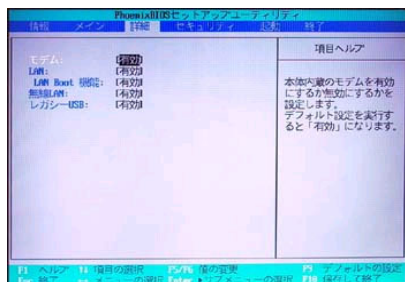 PhoenixBIOSセットアップユーティリティ
情報 メイン 詳細 セキュリティ 起動 終了
モデム: [有効]
LAN: [有効]
LAN Boot 機能: [有効]
無線LAN: [有効]
レガシーUSB: [有効]
項目ヘルプ
本体内蔵のモデムを有効
にするか無効にするかを
設定します。
デフォルト設定を実行す
ると「有効」になります。
F1 ヘルプ ↑↓ 項目の選択 F5/F6 値の変更 F9 デフォルトの設定
Esc 終了 メニューの選択 Enter ▸サブメニューの選択 F10 保存して終了